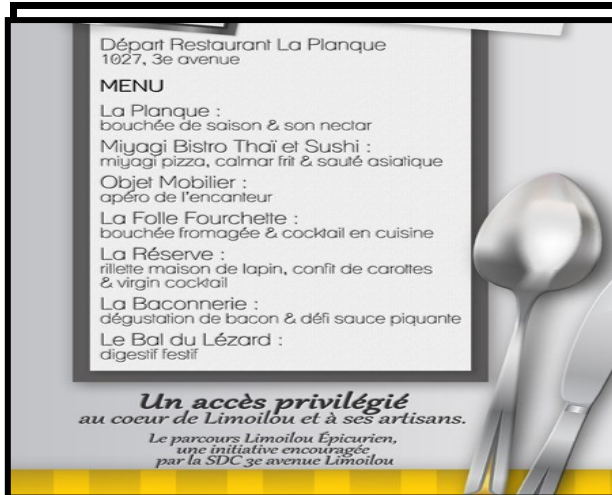 Départ Restaurant La Planque
1027, 3e avenue
MENU
La Planque :
bouchée de saison & son nectar
Miyagi Bistro Thaï et Sushi :
miyagi pizza, calmar frit & sauté asiatique
Objet Mobilier :
apéro de l'encanteur
La Folle Fourchette :
bouchée fromagée & cocktail en cuisine
La Réserve :
rillette maison de lapin, confit de carottes
& virgin cocktail
La Baconnerie :
dégustation de bacon & défi sauce piquante
Le Bal du Lézard :
digestif festif
Un accès privilégié
au coeur de Limoilou et à ses artisans.
Le parcours Limoilou Épicurien,
une initiative encouragée
par la SDC 3e avenue Limoilou